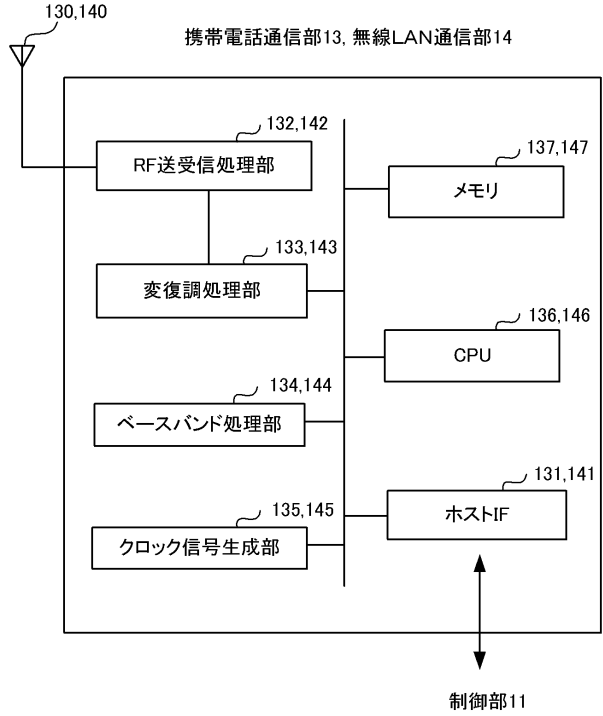 130,140
携帯電話通信部13, 無線LAN通信部14
132,142
RF送受信処理部
137,147
メモリ
133,143
変復調処理部
136,146
CPU
134,144
ベースバンド処理部
131,141
ホストIF
135,145
クロック信号生成部
制御部11